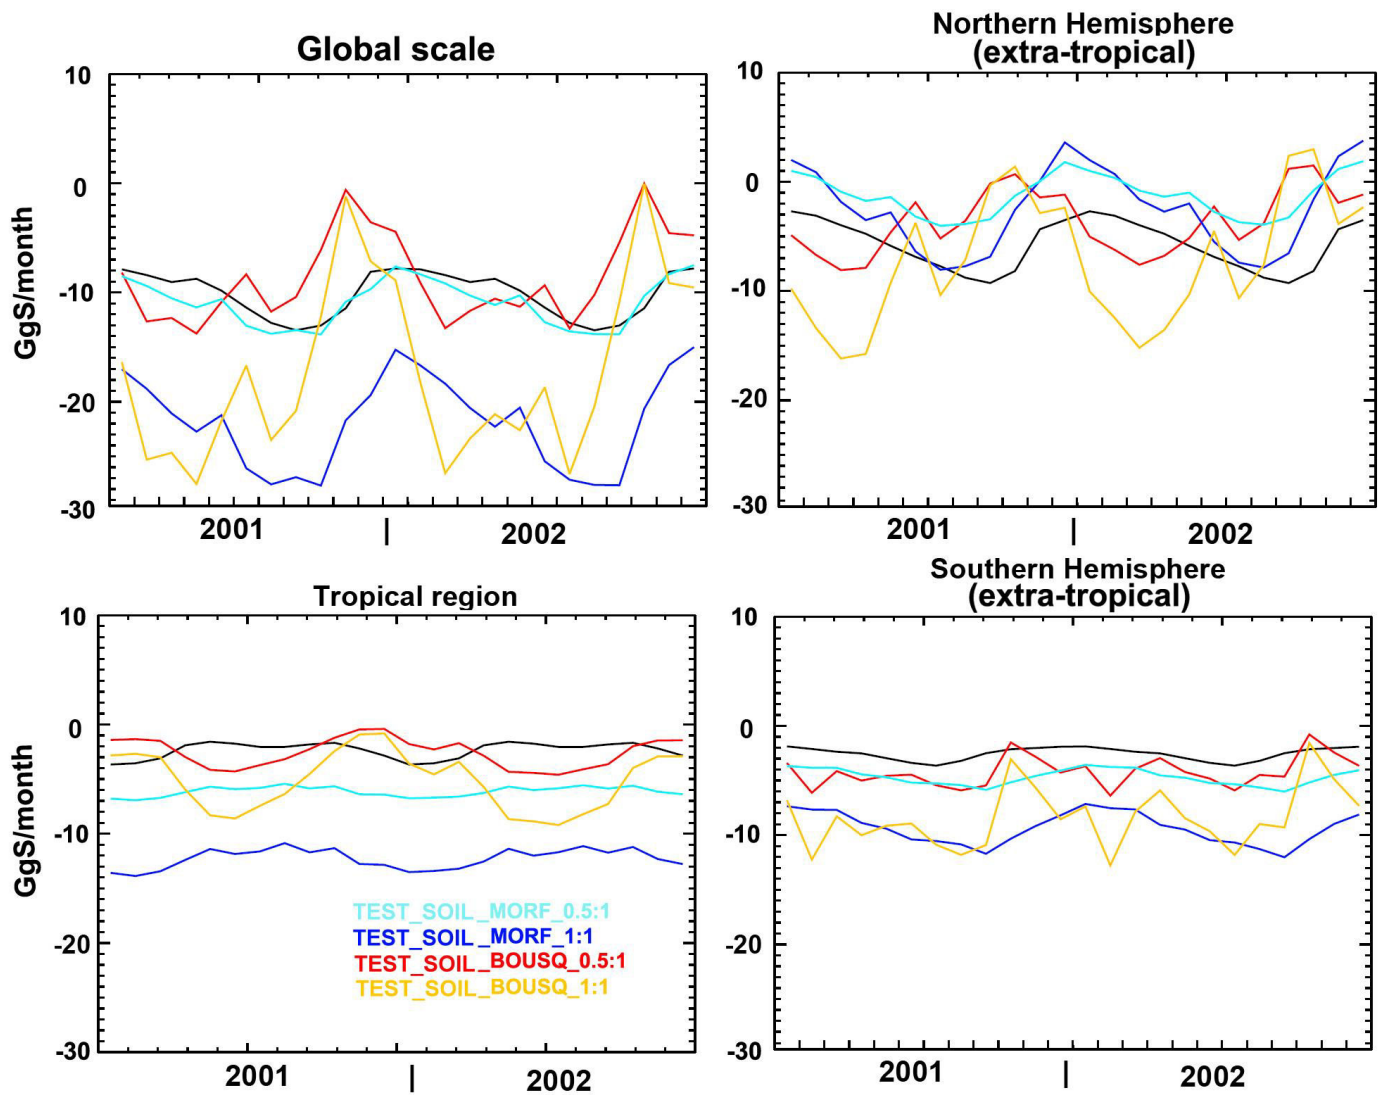 Global scale
10
0
-10
-20
-30
GgS/month
2001 | 2002
Northern Hemisphere
(extra-tropical)
10
0
-10
-20
-30
2001 | 2002
Tropical region
10
0
-10
-20
-30
GgS/month
TEST_SOIL_MORF_0.5:1
TEST_SOIL_MORF_1:1
TEST_SOIL_BOUSQ_0.5:1
TEST_SOIL_BOUSQ_1:1
2001 | 2002
Southern Hemisphere
(extra-tropical)
10
0
-10
-20
-30
2001 | 2002